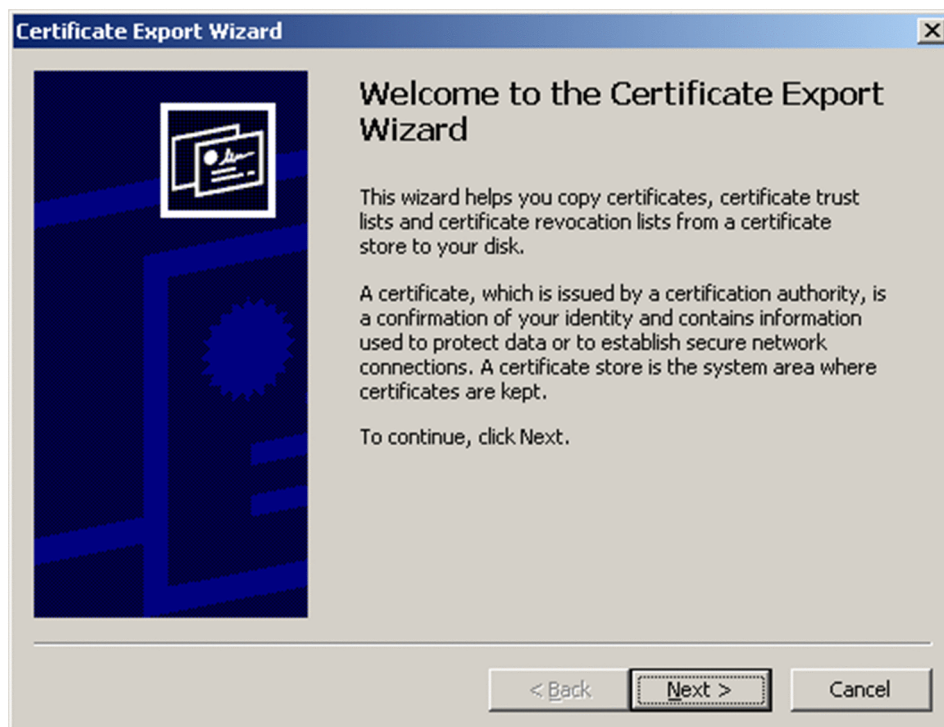 Certificate Export Wizard
Welcome to the Certificate Export
Wizard
This wizard helps you copy certificates, certificate trust
lists and certificate revocation lists from a certificate
store to your disk.
A certificate, which is issued by a certification authority, is
a confirmation of your identity and contains information
used to protect data or to establish secure network
connections. A certificate store is the system area where
certificates are kept.
To continue, click Next.
< Back
Next >
Cancel